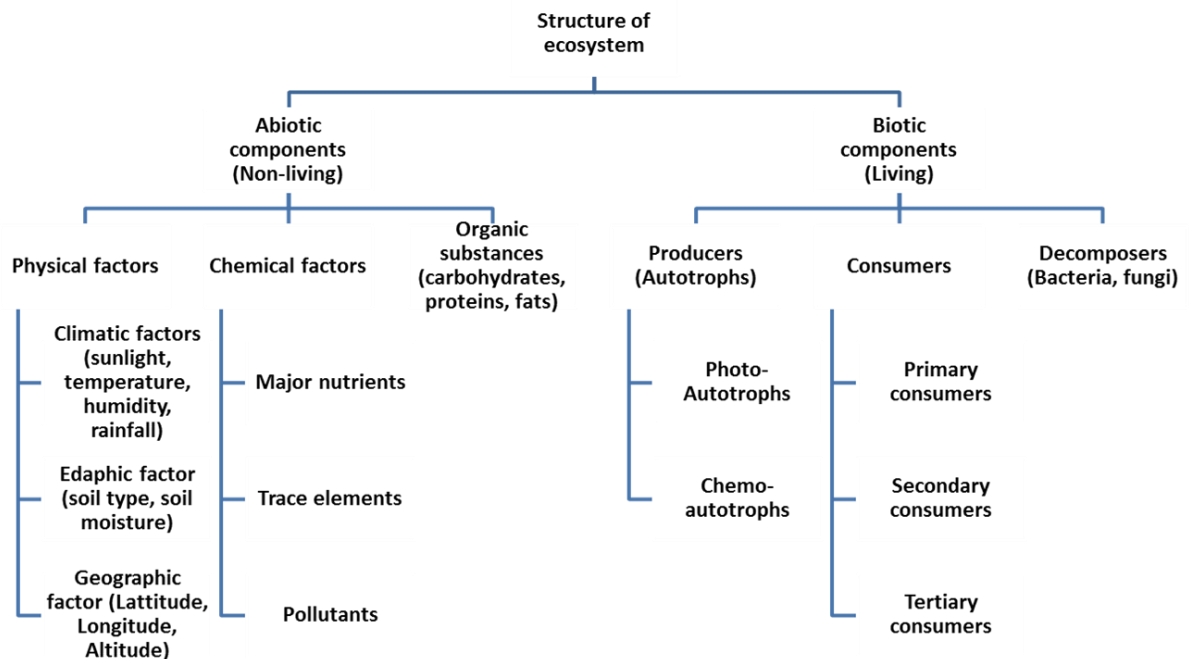 Structure of
ecosystem
Abiotic
components
(Non-living)
Biotic
components
(Living)
Physical factors
Chemical factors
Organic
substances
(carbohydrates,
proteins, fats)
Producers
(Autotrophs)
Consumers
Decomposers
(Bacteria, fungi)
Climatic factors
(sunlight,
temperature,
humidity,
rainfall)
Major nutrients
Photo-
Autotrophs
Primary
consumers
Edaphic factor
(soil type, soil
moisture)
Trace elements
Chemo-
autotrophs
Secondary
consumers
Geographic
factor (Lattitude,
Longitude,
Altitude)
Pollutants
Tertiary
consumers